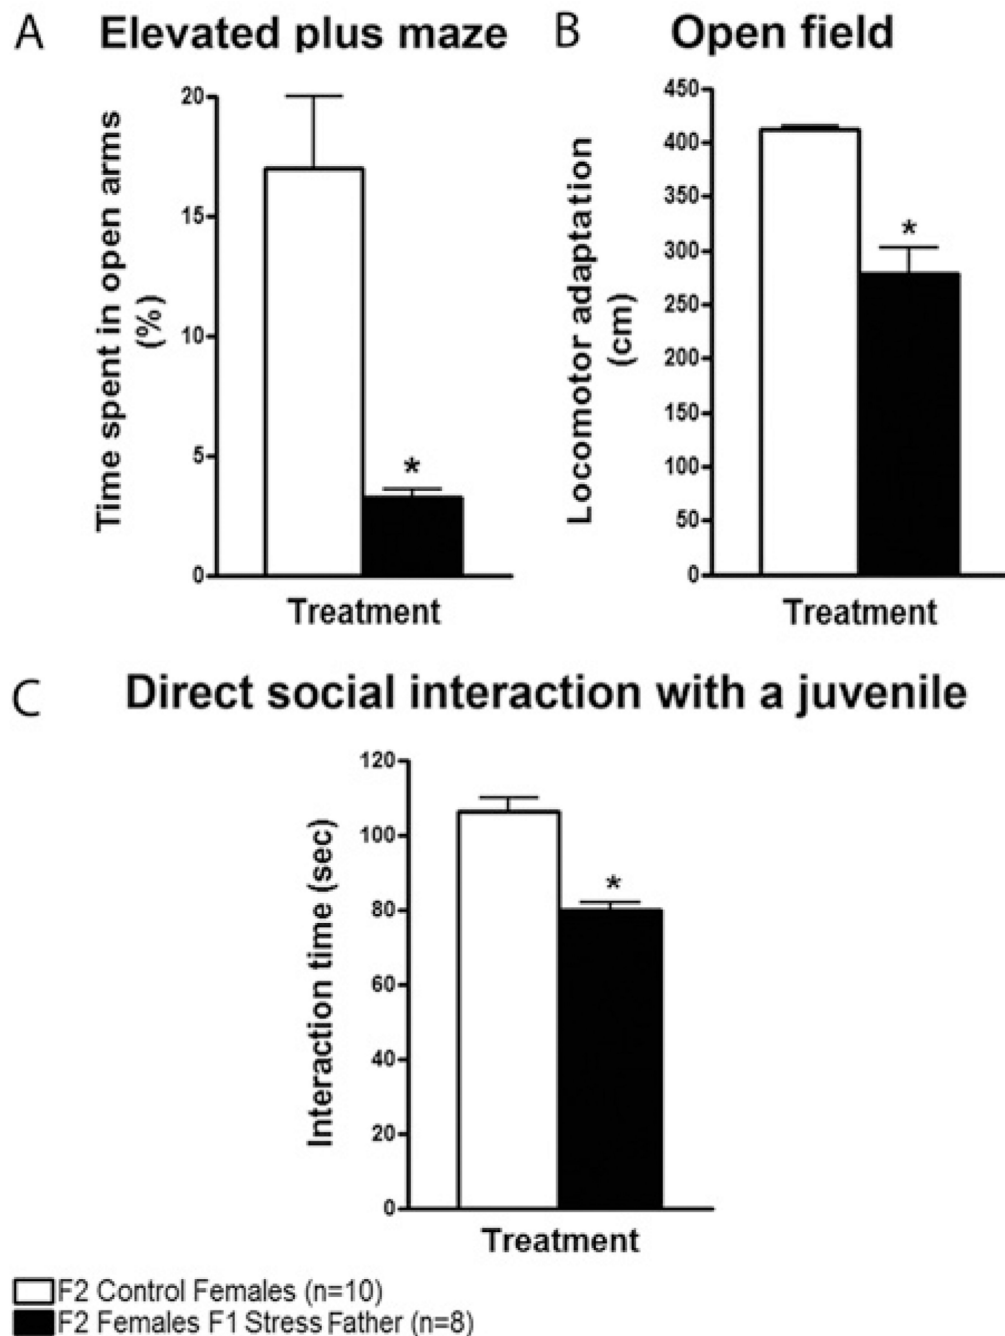 A Elevated plus maze
Time spent in open arms
(%)
20
15
10
5
0
*
Treatment
B Open field
Locomotor adaptation
(cm)
450
400
350
300
250
200
150
100
50
0
*
Treatment
C Direct social interaction with a juvenile
Interaction time (sec)
120
100
80
60
40
20
0
*
Treatment
F2 Control Females (n=10)
F2 Females F1 Stress Father (n=8)